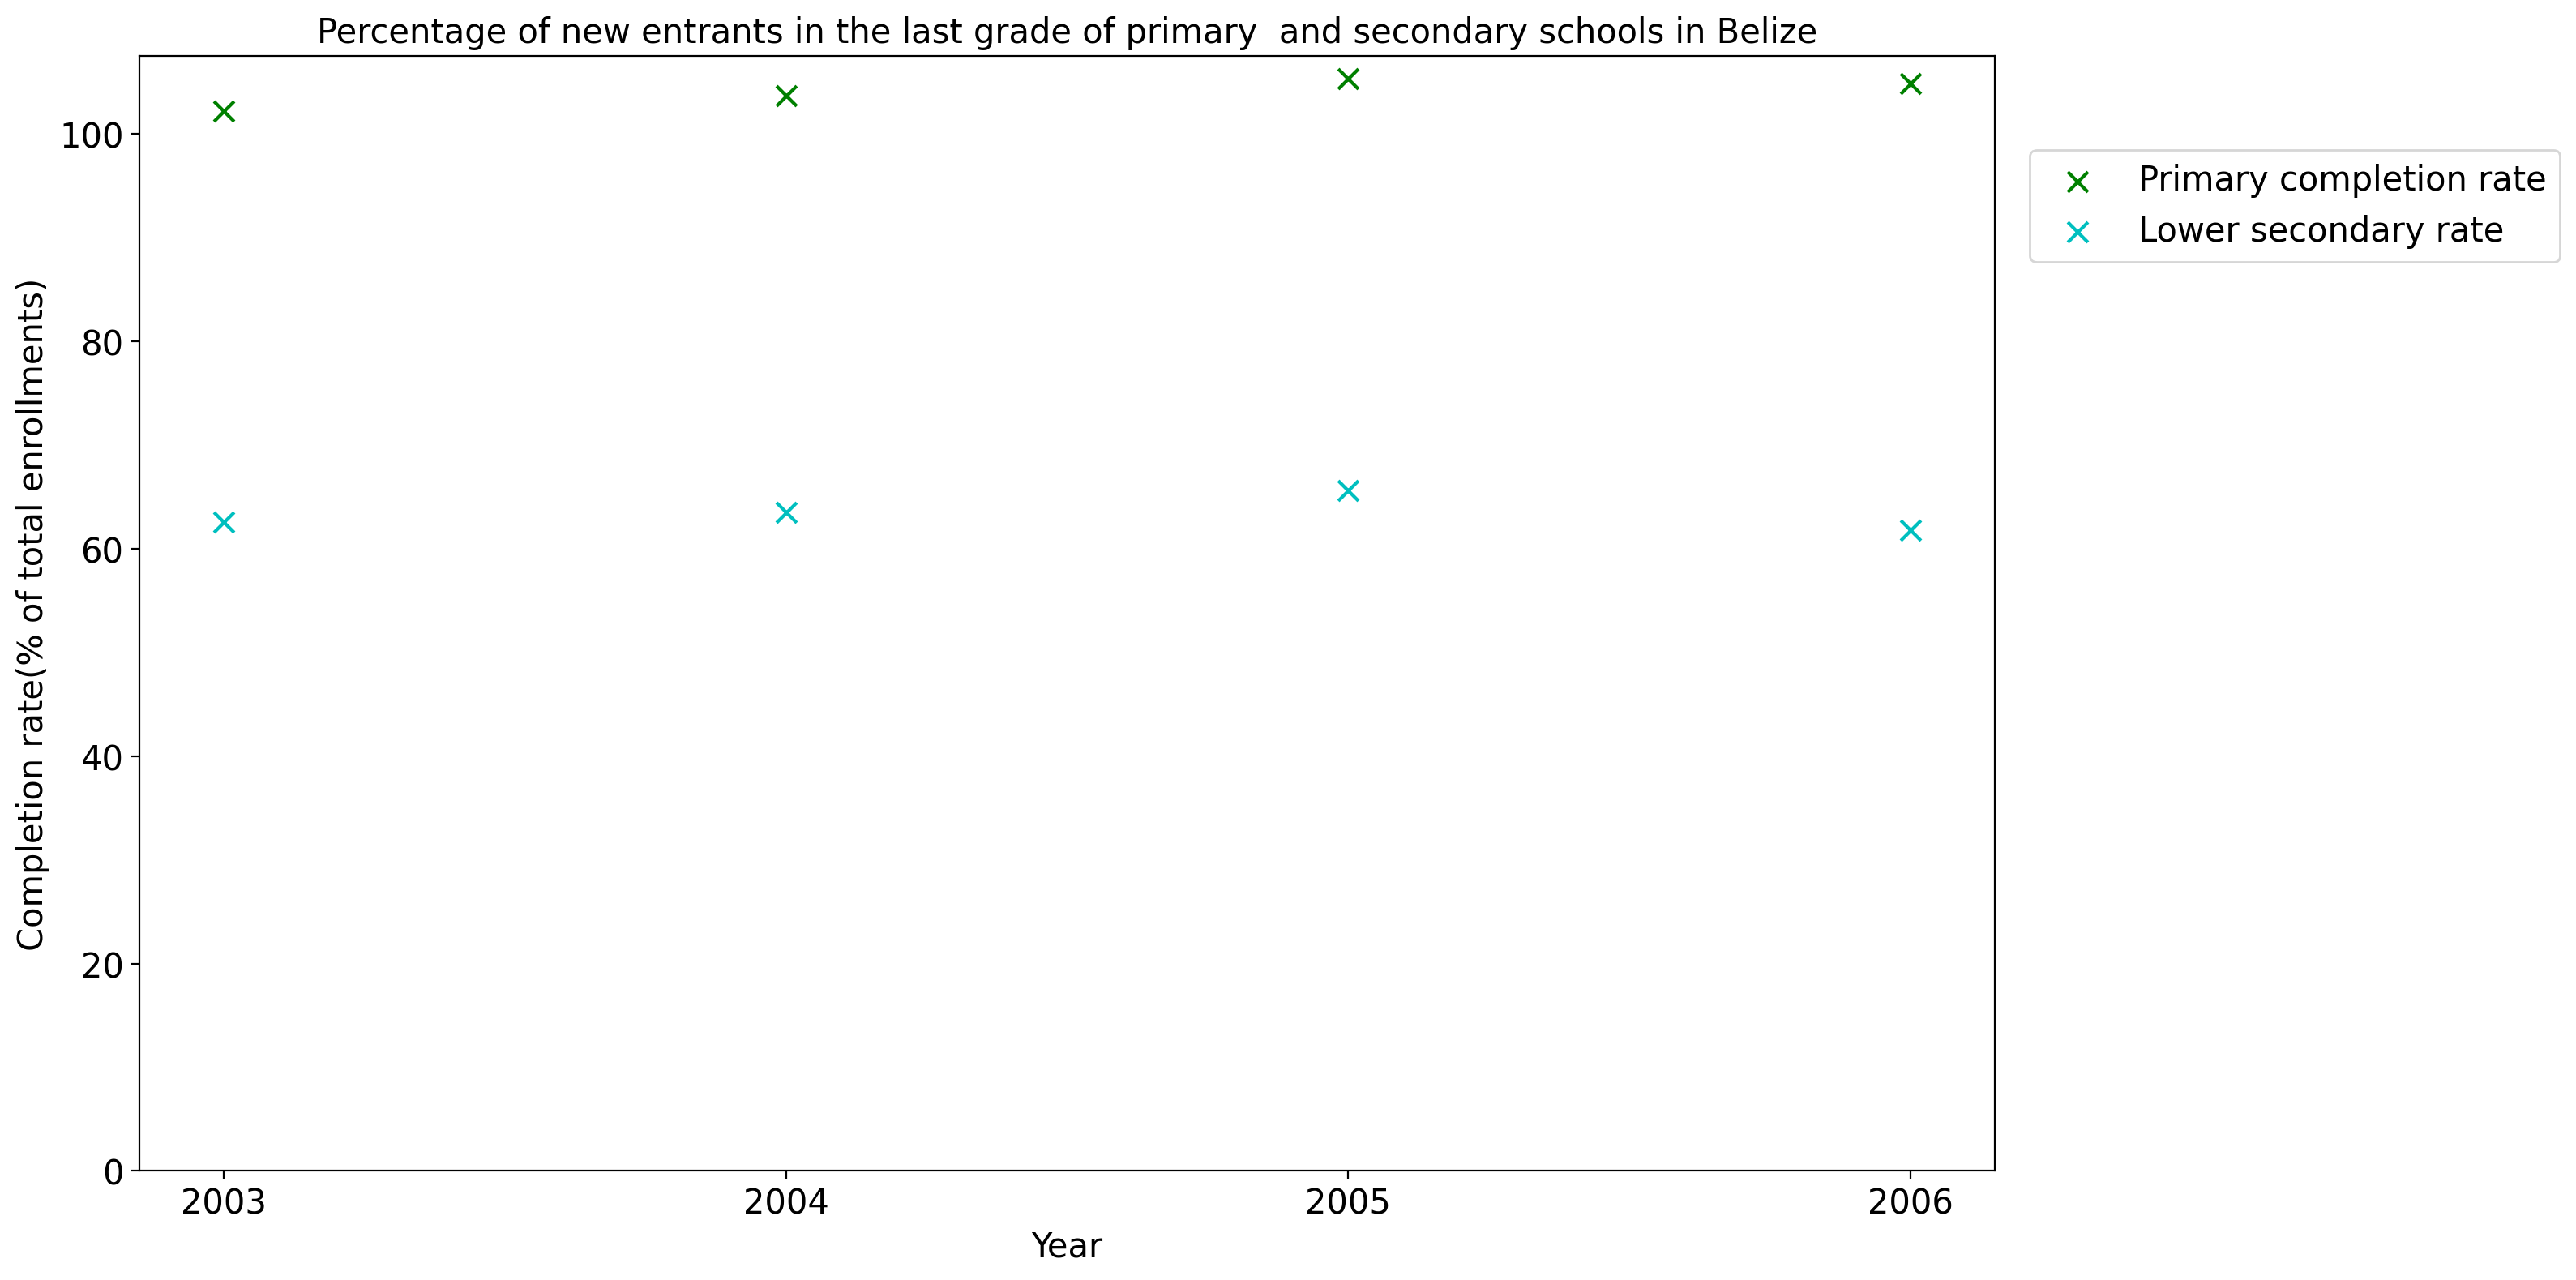 Percentage of new entrants in the last grade of primary  and secondary schools in Belize
Completion rate(% of total enrollments)
100
80
60
40
20
0
2003
2004
2005
2006
Year
Primary completion rate
Lower secondary rate